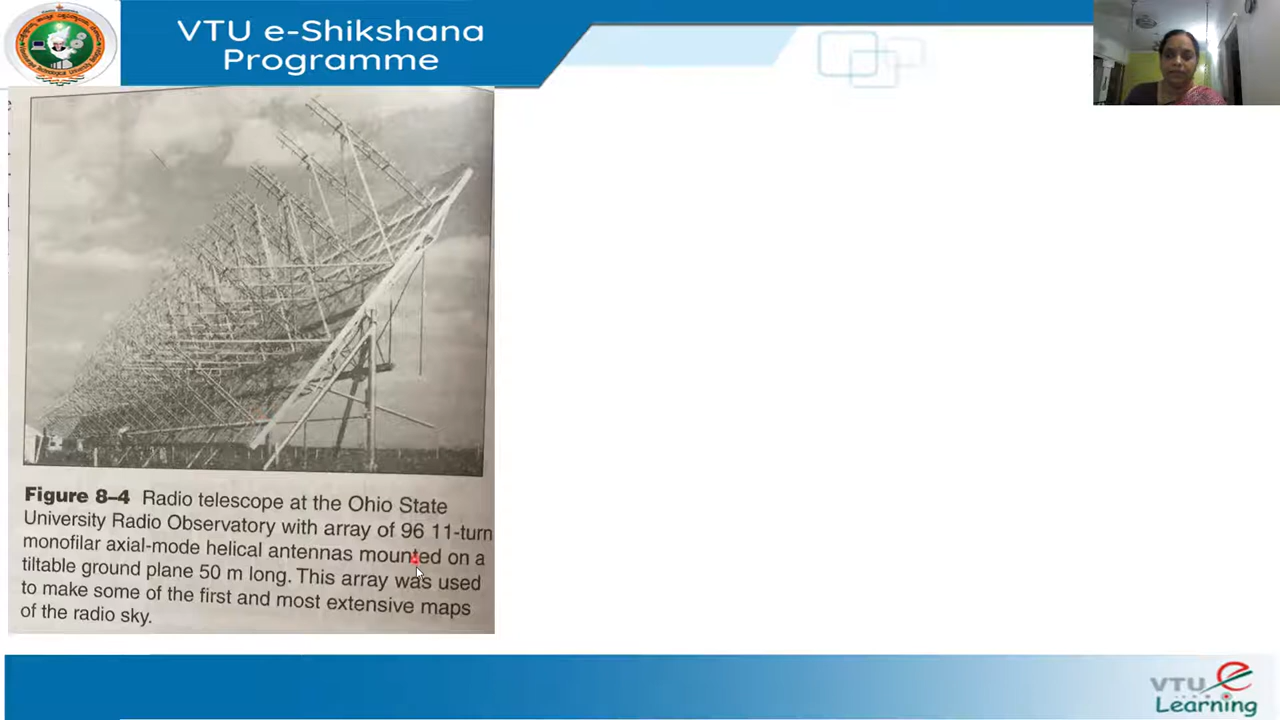 VTU e-Shikshana
Programme
Figure 8–4 Radio telescope at the Ohio State
University Radio Observatory with array of 96 11-turn
monofilar axial-mode helical antennas mounted on a
tiltable ground plane 50 m long. This array was used
to make some of the first and most extensive maps
of the radio sky.
VTU e
Learning